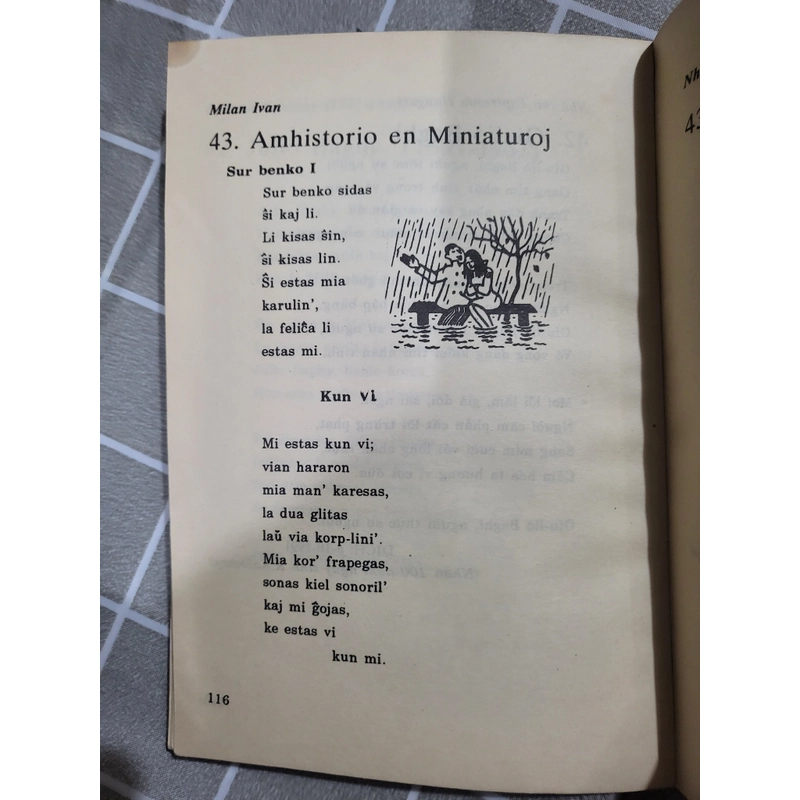 Milan Ivan
43. Amhistorio en Miniaturoj
Sur benko I
Sur benko sidas
ŝi kaj li.
Li kisas ŝin,
ŝi kisas lin.
Ŝi estas mia
karulin',
la feliĉa li
estas mi.
Kun Vi
Mi estas kun vi;
vian hararon
mia man' karesas,
la dua glitas
laŭ via korp-lini'.
Mia kor' frapegas,
sonas kiel sonoril'
kaj mi ĝojas,
ke estas vi
kun mi.
116
Nh
43